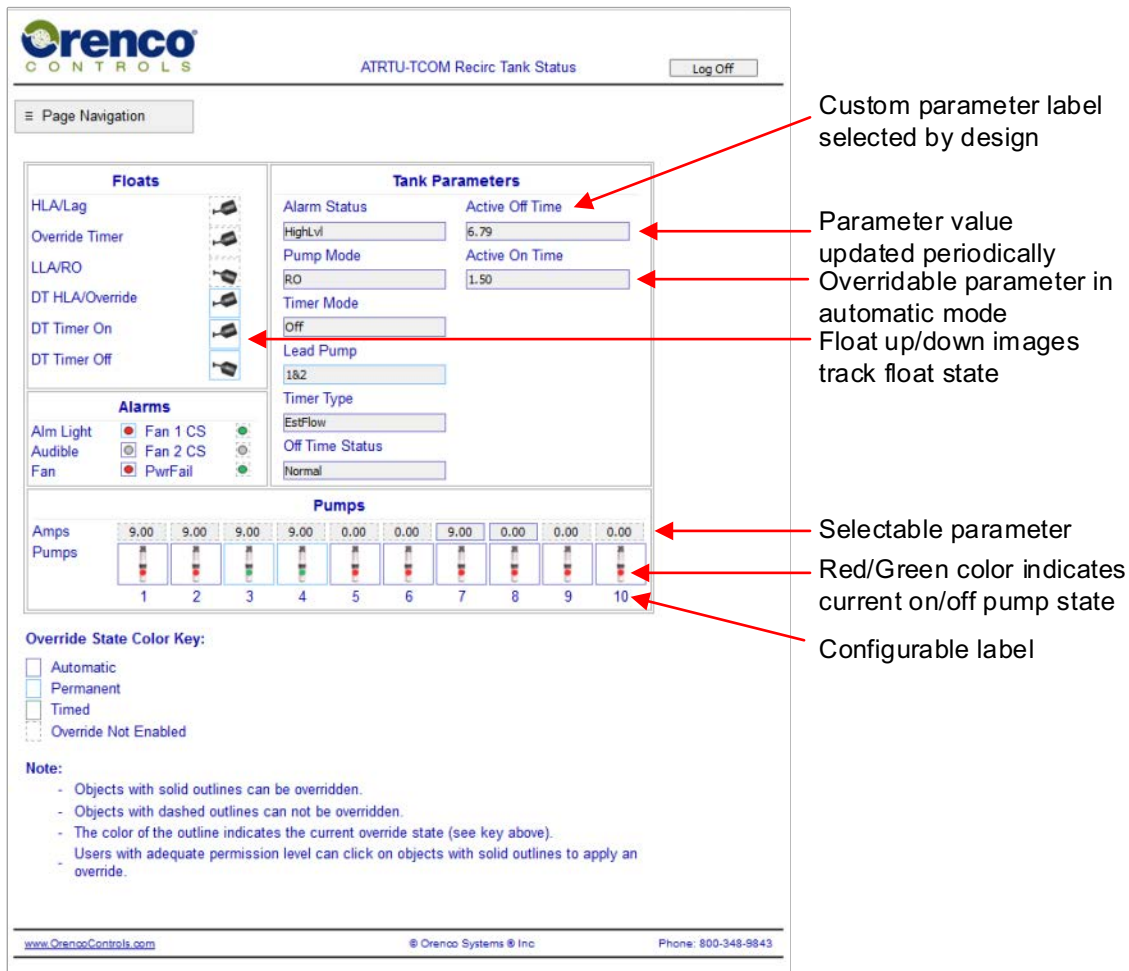 Orenco
CONTROLS
ATRTU-TCOM Recirc Tank Status
Log Off
≡ Page Navigation
Floats
HLA/Lag
Override Timer
LLA/RO
DT HLA/Override
DT Timer On
DT Timer Off
Tank Parameters
Alarm Status
HighLvl
Pump Mode
RO
Timer Mode
Off
Lead Pump
1&2
Timer Type
EstFlow
Off Time Status
Normal
Active Off Time
6.79
Active On Time
1.50
Alarms
Alm Light Fan 1 CS
Audible Fan 2 CS
Fan PwrFail
Pumps
Amps 9.00 9.00 9.00 9.00 0.00 0.00 9.00 0.00 0.00 0.00
Pumps
1 2 3 4 5 6 7 8 9 10
Override State Color Key:
Automatic
Permanent
Timed
Override Not Enabled
Note:
- Objects with solid outlines can be overridden.
- Objects with dashed outlines can not be overridden.
- The color of the outline indicates the current override state (see key above).
- Users with adequate permission level can click on objects with solid outlines to apply an
override.
www.OrencoControls.com © Orenco Systems ® Inc Phone: 800-348-9843
Custom parameter label
selected by design
Parameter value
updated periodically
Overridable parameter in
automatic mode
Float up/down images
track float state
Selectable parameter
Red/Green color indicates
current on/off pump state
Configurable label